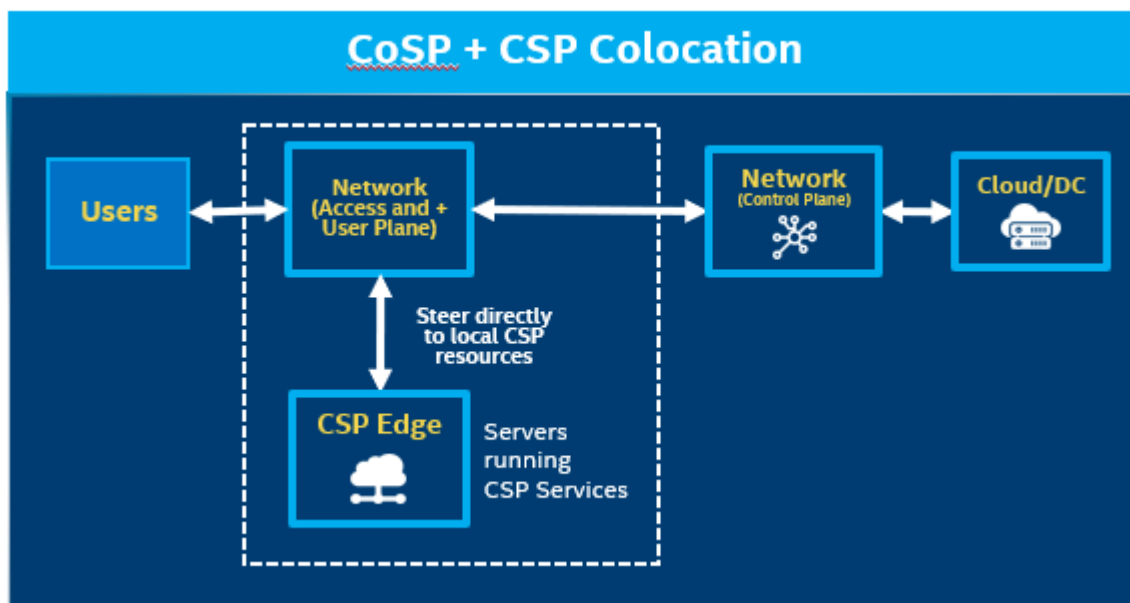 CoSP + CSP Colocation
Users
Network
(Access and +
User Plane)
Network
(Control Plane)
Cloud/DC
Steer directly
to local CSP
resources
CSP Edge
Servers
running
CSP Services